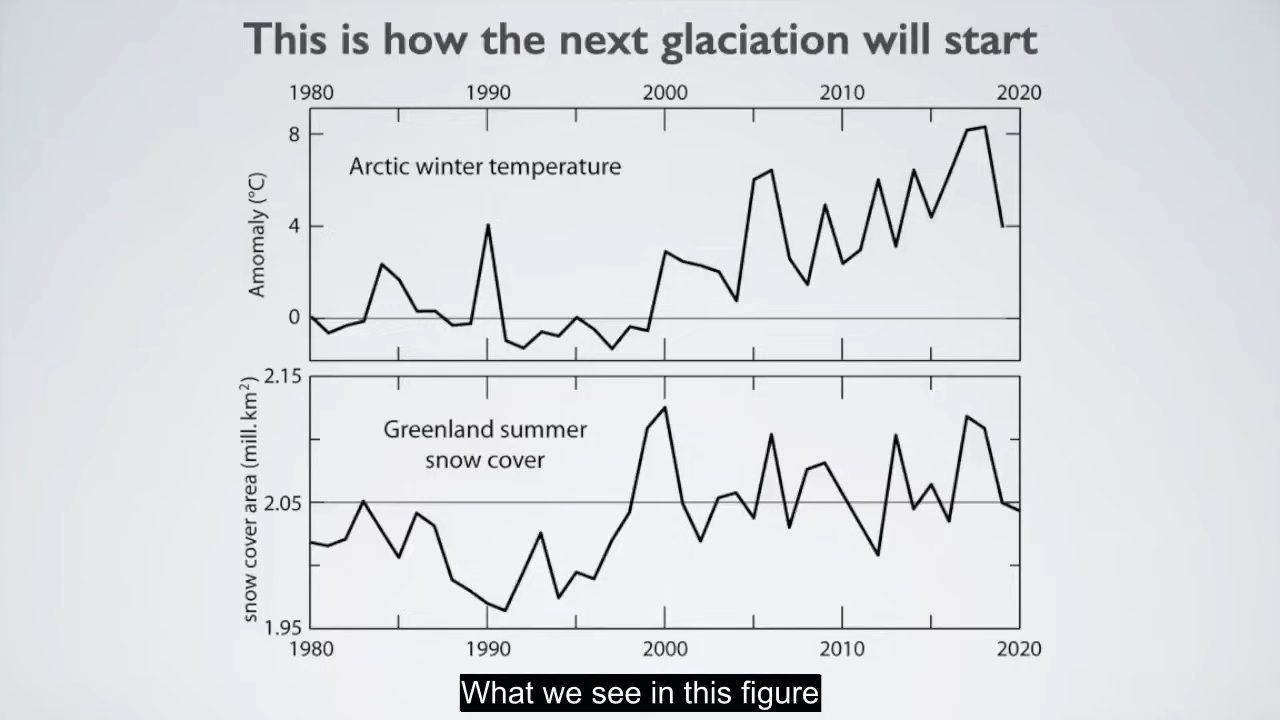 This is how the next glaciation will start
1980 1990 2000 2010 2020
8
Arctic winter temperature
4
0
Amomaly (°C)
2.15
Greenland summer
snow cover
2.05
1.95
snow cover area (mill. km²)
1980 1990 2000 2010 2020
What we see in this figure